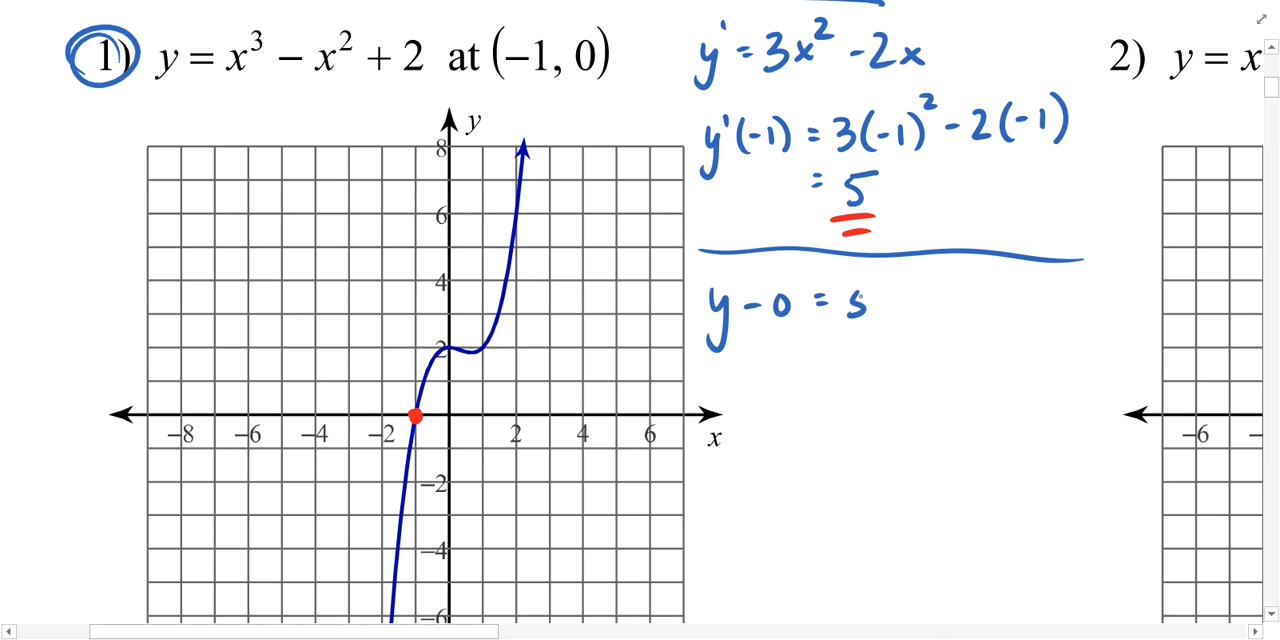 1) y = x³ − x² + 2 at (−1, 0)
y' = 3x² - 2x
2) y = x
y'(-1) = 3(-1)² - 2(-1)
= 5
y - 0 = 5
y
8
6
4
2
−8 −6 −4 −2 2 4 6 x
−2
−4
−6
−6 −